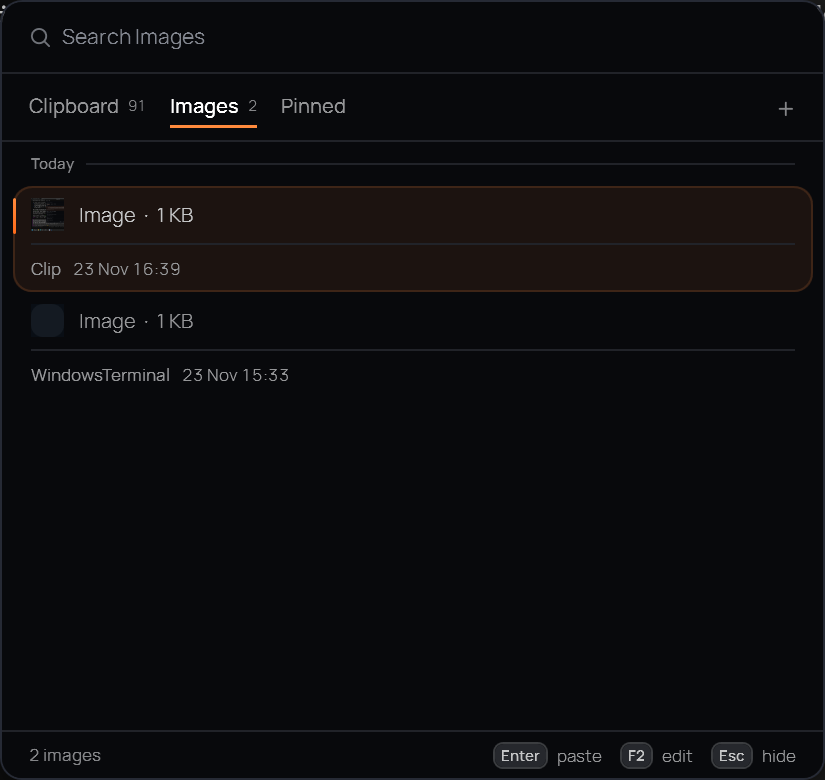 Search Images
Clipboard 91 Images 2 Pinned +
Today
Image · 1 KB
Clip 23 Nov 16:39
Image · 1 KB
WindowsTerminal 23 Nov 15:33
2 images Enter paste F2 edit Esc hide